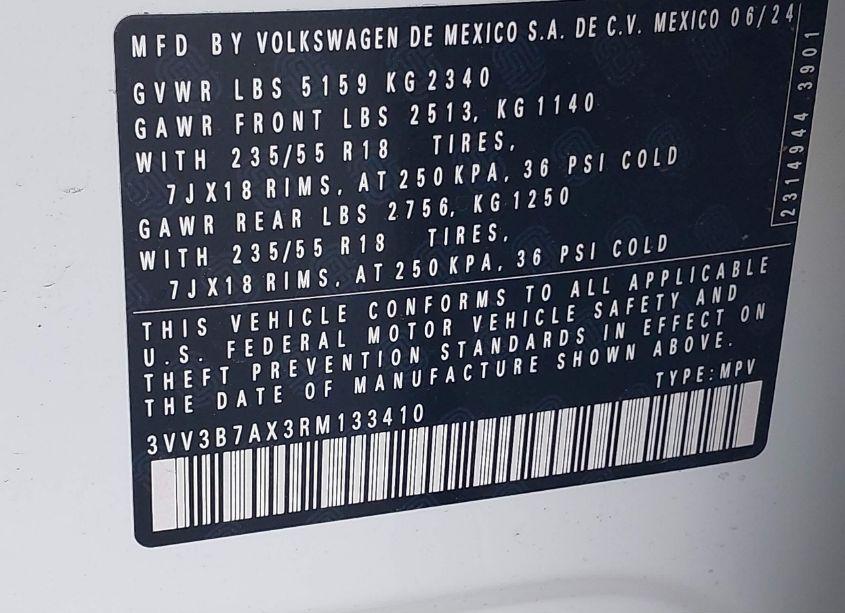 MFD BY VOLKSWAGEN DE MEXICO S.A. DE C.V. MEXICO 06/24
GVWR LBS 5159 KG 2340
GAWR FRONT LBS 2513, KG 1140
WITH 235/55 R18 TIRES,
7JX18 RIMS, AT 250 KPA, 36 PSI COLD
GAWR REAR LBS 2756, KG 1250
WITH 235/55 R18 TIRES,
7JX18 RIMS, AT 250 KPA, 36 PSI COLD
2314944 3901
THIS VEHICLE CONFORMS TO ALL APPLICABLE
U.S. FEDERAL MOTOR VEHICLE SAFETY AND
THEFT PREVENTION STANDARDS IN EFFECT ON
THE DATE OF MANUFACTURE SHOWN ABOVE.
TYPE:MPV
3VV3B7AX3RM133410